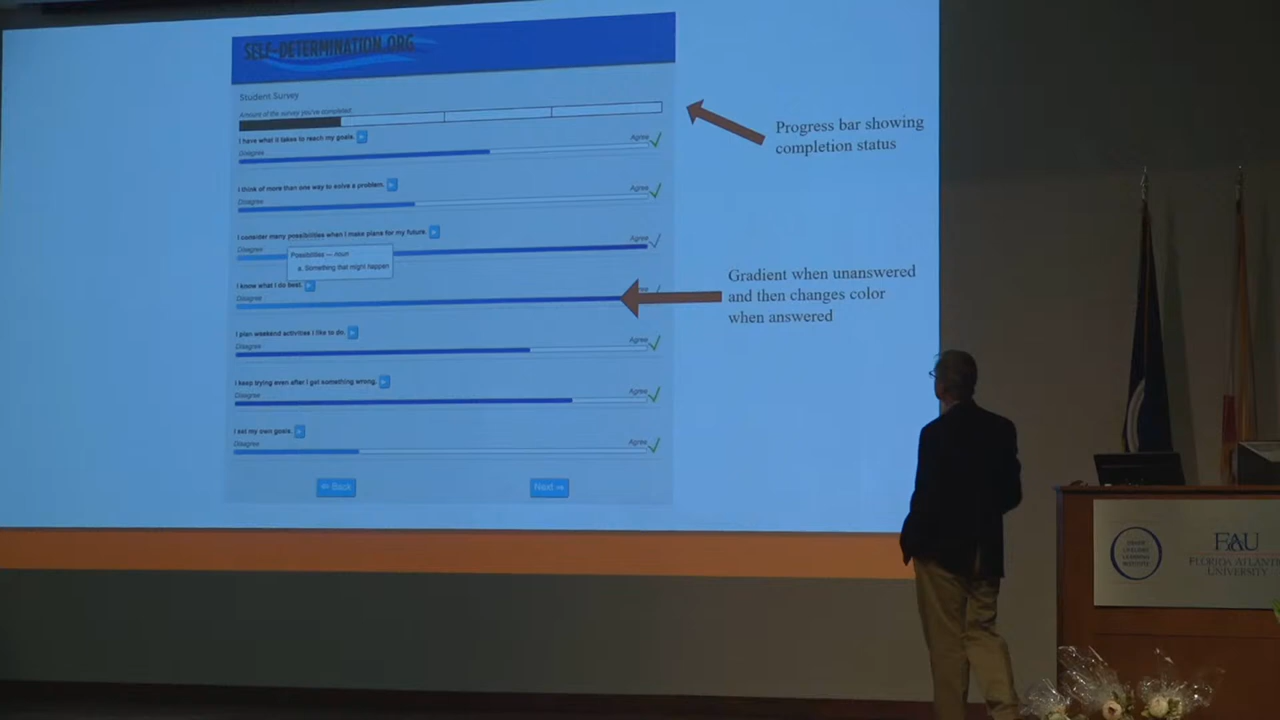 SELF-DETERMINATION.ORG
Student Survey
Amount of the survey you've completed:
Progress bar showing
completion status
I have what it takes to reach my goals.
Disagree Agree
I think of more than one way to solve a problem.
Disagree Agree
I consider many possibilities when I make plans for my future.
Disagree Agree
Possibilities — noun
a. Something that might happen
Gradient when unanswered
and then changes color
when answered
I know what I do best.
Disagree
I plan weekend activities I like to do.
Disagree Agree
I keep trying even after I get something wrong.
Disagree Agree
I set my own goals.
Disagree Agree
Back Next
LIFELONG
LEARNING
INSTITUTE
FAU
FLORIDA ATLANTIC
UNIVERSITY